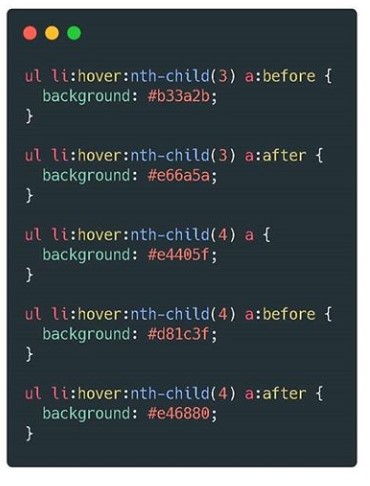 ul li:hover:nth-child(3) a:before {
background: #b33a2b;
}
ul li:hover:nth-child(3) a:after {
background: #e66a5a;
}
ul li:hover:nth-child(4) a {
background: #e4405f;
}
ul li:hover:nth-child(4) a:before {
background: #d81c3f;
}
ul li:hover:nth-child(4) a:after {
background: #e46880;
}